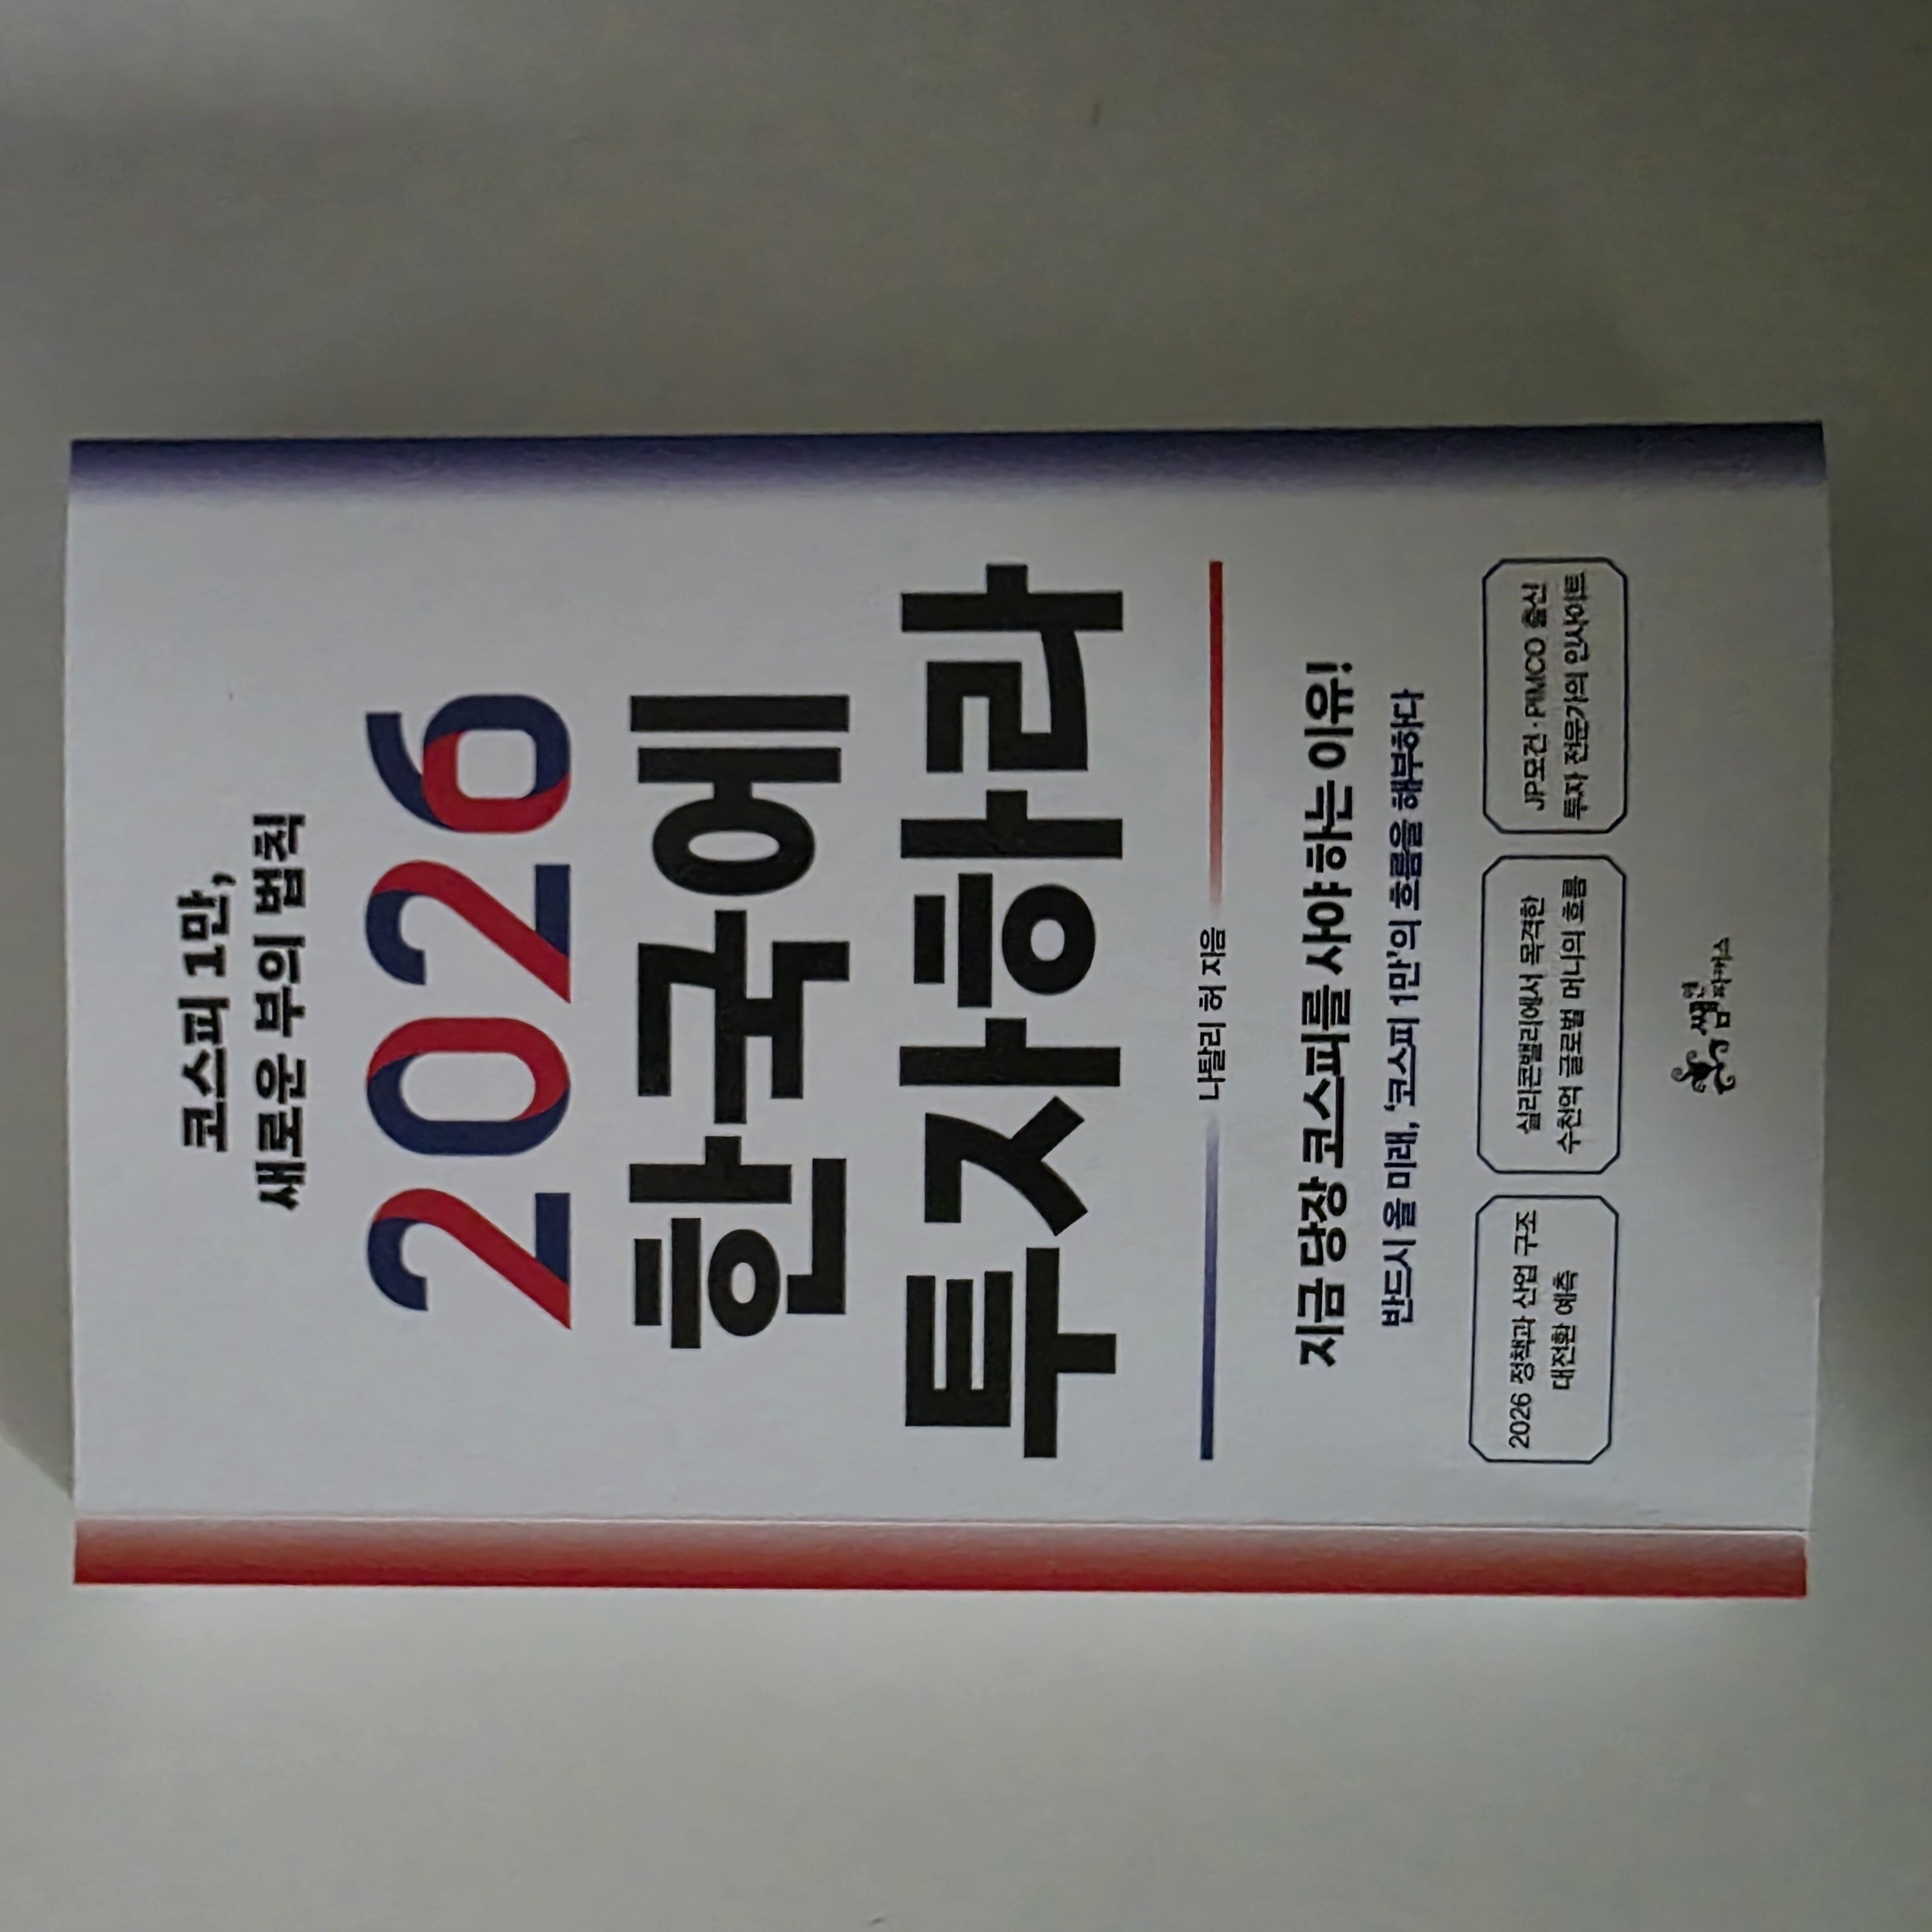 코스피 1만,
새로운 부의 법칙
2026
한국에
투자하라
나탈리 허 지음
지금 당장 코스피를 사야 하는 이유!
반드시 올 미래, '코스피 1만'의 흐름을 해부하다
2026 정책과 산업 구조
대전환 예측
실리콘밸리에서 목격한
수천억 글로벌 머니의 흐름
JP모건·PIMCO 출신
투자 전문가의 인사이트
쌤앤
파커스